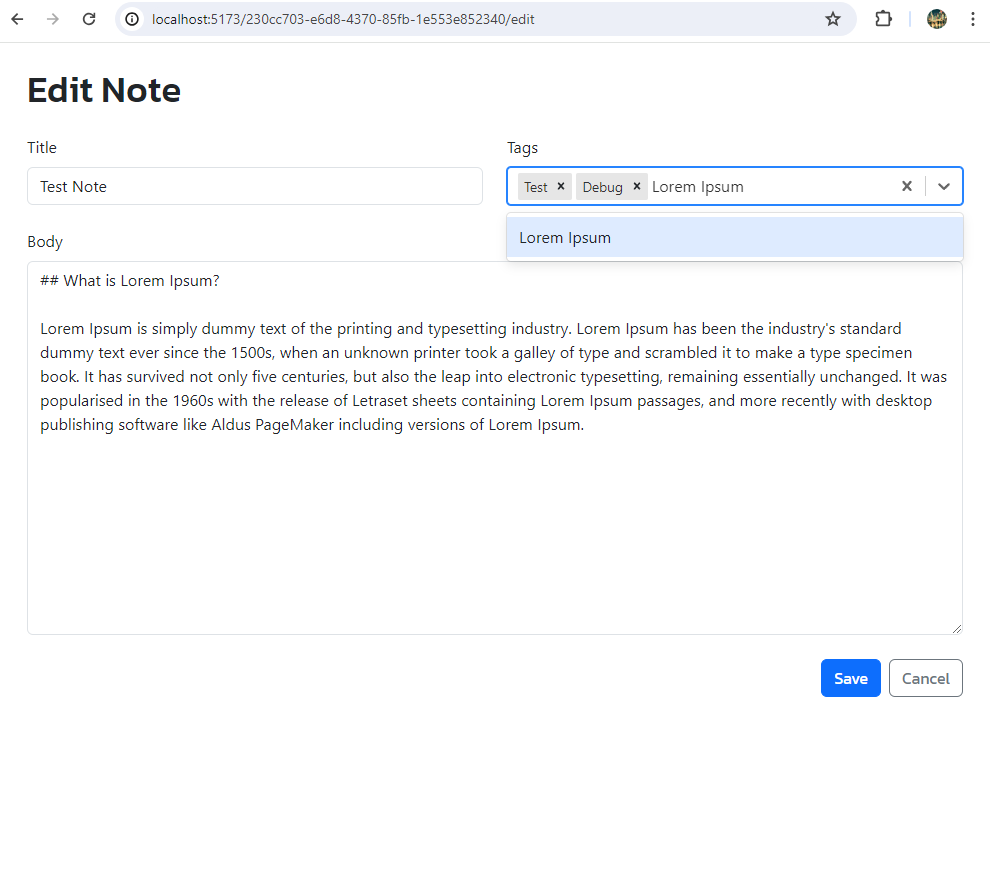 localhost:5173/230cc703-e6d8-4370-85fb-1e553e852340/edit
Edit Note
Title
Tags
Test Note
Test Debug Lorem Ipsum
Lorem Ipsum
Body
## What is Lorem Ipsum?
Lorem Ipsum is simply dummy text of the printing and typesetting industry. Lorem Ipsum has been the industry's standard
dummy text ever since the 1500s, when an unknown printer took a galley of type and scrambled it to make a type specimen
book. It has survived not only five centuries, but also the leap into electronic typesetting, remaining essentially unchanged. It was
popularised in the 1960s with the release of Letraset sheets containing Lorem Ipsum passages, and more recently with desktop
publishing software like Aldus PageMaker including versions of Lorem Ipsum.
Save
Cancel